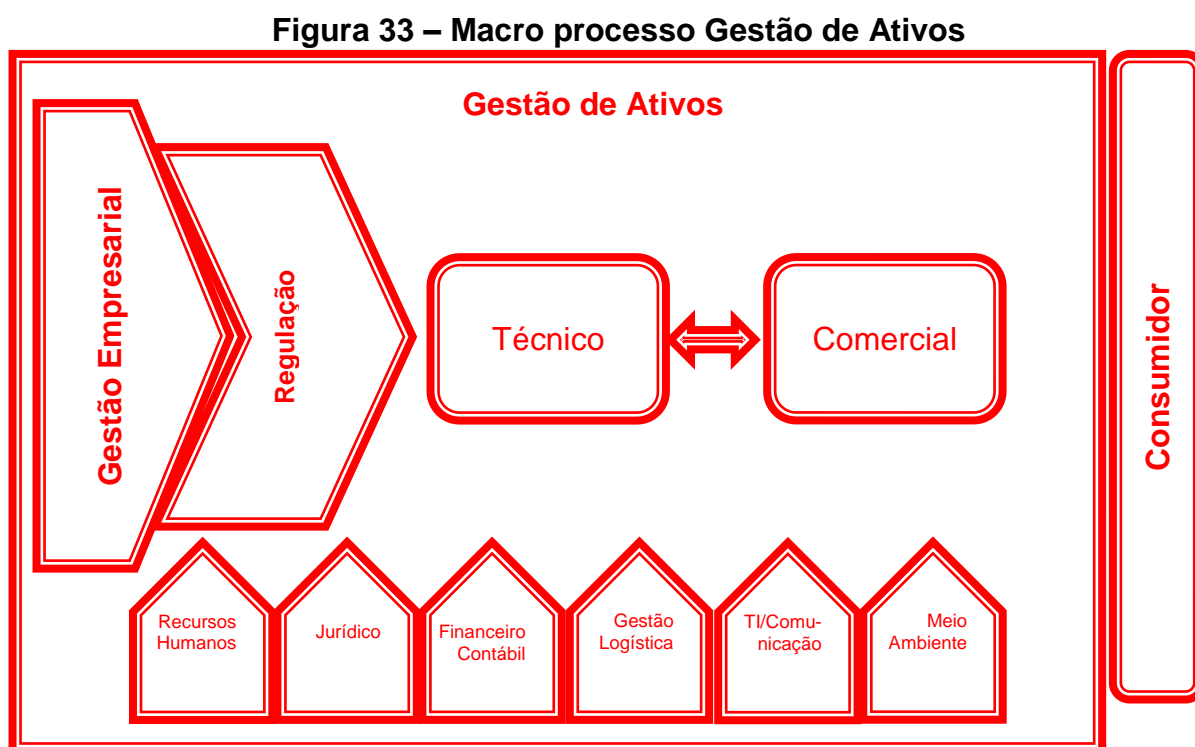 Figura 33 – Macro processo Gestão de Ativos
Gestão de Ativos
Gestão Empresarial
Regulação
Técnico
Comercial
Consumidor
Recursos
Humanos
Jurídico
Financeiro
Contábil
Gestão
Logística
TI/Comu-
nicação
Meio
Ambiente